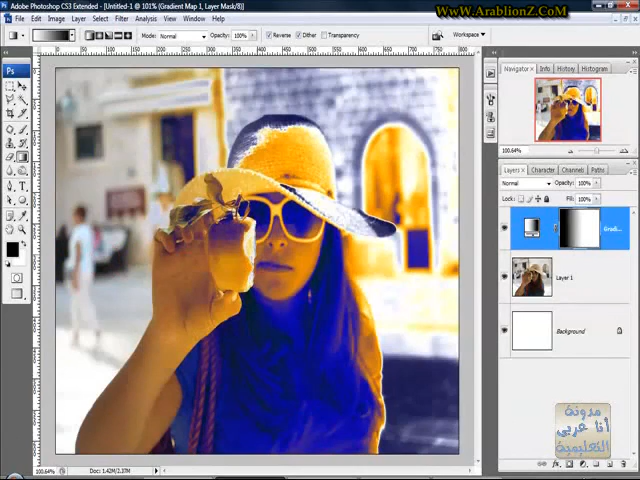 www.ArablionZ.CoM
Adobe Photoshop CS3 Extended - [Untitled-1 @ 101% (Gradient Map 1, Layer Mask/8)]
File Edit Image Layer Select Filter Analysis View Window Help
Mode: Normal Opacity: 100% Reverse Dither Transparency Workspace
Ps
Navigator Info History Histogram
100.64%
Layers Character Channels Paths
Normal Opacity: 100%
Lock: Fill: 100%
Gradi...
Layer 1
Background
مدونة
أنا عربى
التعليمية
100.64% Doc: 1.42M/2.37M